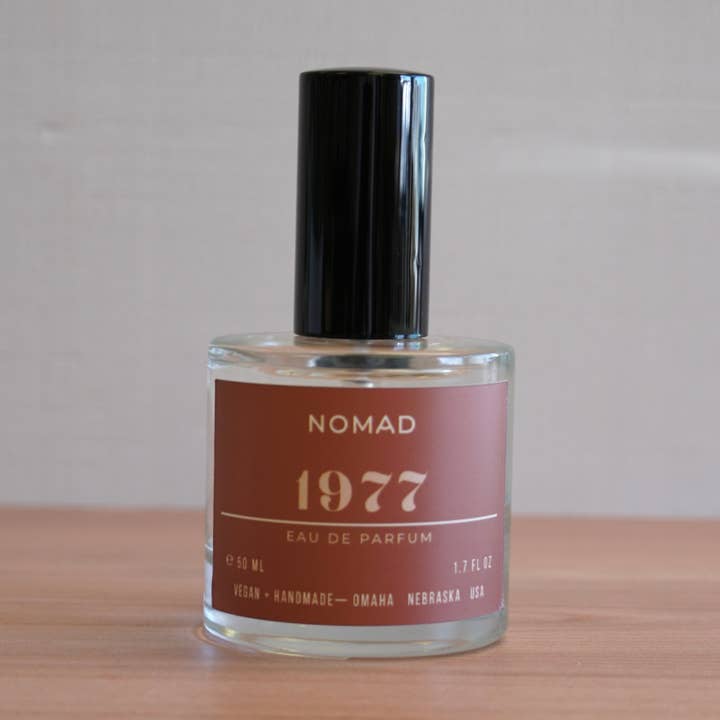 NOMAD
1977
EAU DE PARFUM
℮ 50 ML 1.7 FL OZ
VEGAN + HANDMADE— OMAHA NEBRASKA USA